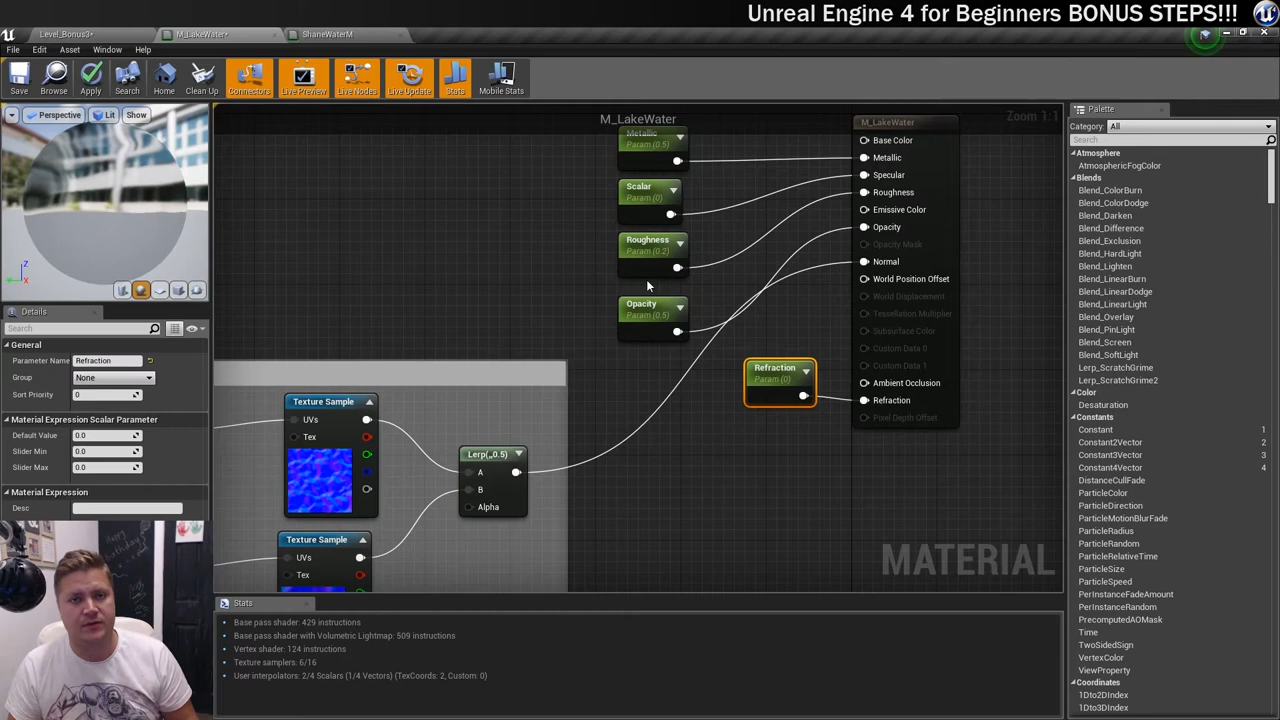 Unreal Engine 4 for Beginners BONUS STEPS!!!
Level_Bonus3*
M_LakeWater*
ShaneWaterM
File
Edit
Asset
Window
Help
Save
Browse
Apply
Search
Home
Clean Up
Connectors
Live Preview
Live Nodes
Live Update
Stats
Mobile Stats
Perspective
Lit
Show
Z
X
Details
Search
General
Parameter Name
Refraction
Group
None
Sort Priority
0
Material Expression Scalar Parameter
Default Value
0.0
Slider Min
0.0
Slider Max
0.0
Material Expression
Desc
M_LakeWater
Zoom 1:1
Metallic
Param (0.5)
Scalar
Param (0)
Roughness
Param (0.2)
Opacity
Param (0.5)
Refraction
Param (0)
Texture Sample
UVs
Tex
Texture Sample
UVs
Tex
Lerp(,,0.5)
A
B
Alpha
M_LakeWater
Base Color
Metallic
Specular
Roughness
Emissive Color
Opacity
Opacity Mask
Normal
World Position Offset
World Displacement
Tessellation Multiplier
Subsurface Color
Custom Data 0
Custom Data 1
Ambient Occlusion
Refraction
Pixel Depth Offset
MATERIAL
Stats
Base pass shader: 429 instructions
Base pass shader with Volumetric Lightmap: 509 instructions
Vertex shader: 124 instructions
Texture samplers: 6/16
User interpolators: 2/4 Scalars (1/4 Vectors) (TexCoords: 2, Custom: 0)
Palette
Category:
All
Search
Atmosphere
AtmosphericFogColor
Blends
Blend_ColorBurn
Blend_ColorDodge
Blend_Darken
Blend_Difference
Blend_Exclusion
Blend_HardLight
Blend_Lighten
Blend_LinearBurn
Blend_LinearDodge
Blend_LinearLight
Blend_Overlay
Blend_PinLight
Blend_Screen
Blend_SoftLight
Lerp_ScratchGrime
Lerp_ScratchGrime2
Color
Desaturation
Constants
Constant 1
Constant2Vector 2
Constant3Vector 3
Constant4Vector 4
DistanceCullFade
ParticleColor
ParticleDirection
ParticleMotionBlurFade
ParticleRadius
ParticleRandom
ParticleRelativeTime
ParticleSize
ParticleSpeed
PerInstanceFadeAmount
PerInstanceRandom
PrecomputedAOMask
Time
TwoSidedSign
VertexColor
ViewProperty
Coordinates
1Dto2DIndex
1Dto3DIndex